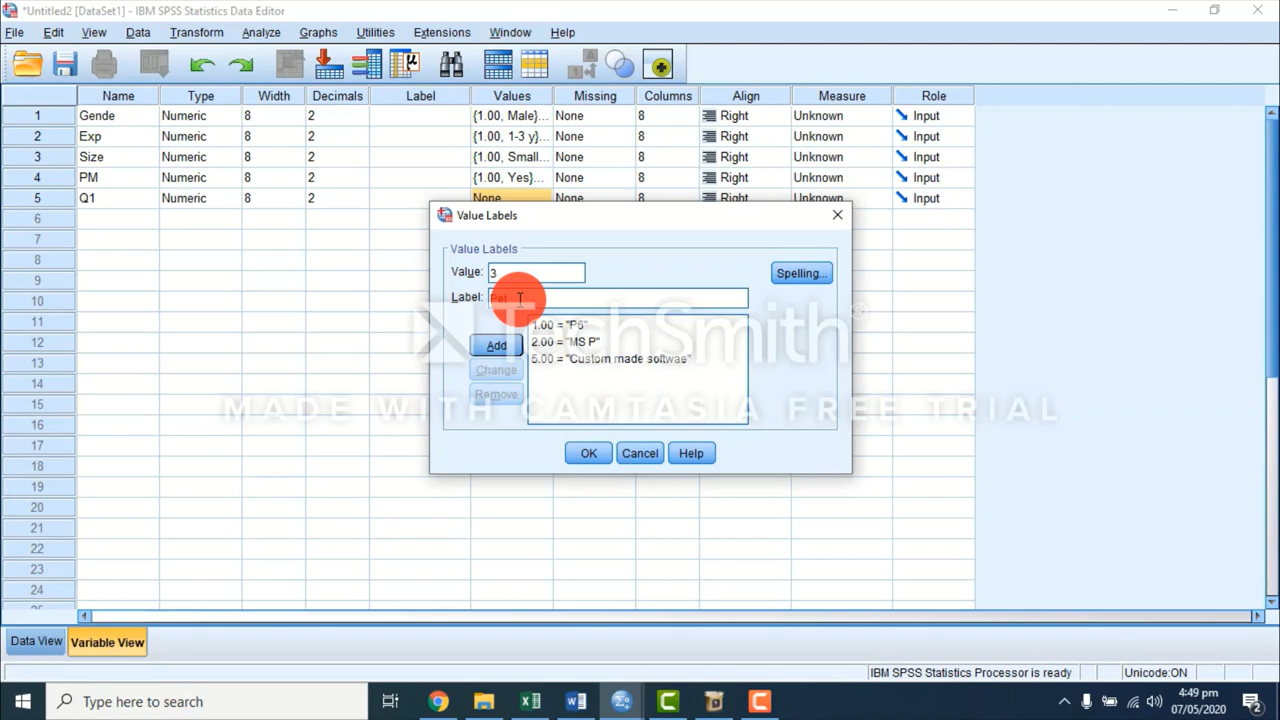 *Untitled2 [DataSet1] - IBM SPSS Statistics Data Editor
File Edit View Data Transform Analyze Graphs Utilities Extensions Window Help
Name Type Width Decimals Label Values Missing Columns Align Measure Role
1 Gende Numeric 8 2 {1.00, Male}... None 8 Right Unknown Input
2 Exp Numeric 8 2 {1.00, 1-3 y}... None 8 Right Unknown Input
3 Size Numeric 8 2 {1.00, Small... None 8 Right Unknown Input
4 PM Numeric 8 2 {1.00, Yes}... None 8 Right Unknown Input
5 Q1 Numeric 8 2 None None 8 Right Unknown Input
6
7
8
9
10
11
12
13
14
15
16
17
18
19
20
21
22
23
24
Value Labels
Value Labels
Value: 3 Spelling...
Label: Pet
1.00 = "P6"
Add 2.00 = "MS P"
5.00 = "Custom made softwae"
Change
Remove
OK Cancel Help
TechSmith®
MADE WITH CAMTASIA FREE TRIAL
Data View Variable View
IBM SPSS Statistics Processor is ready Unicode:ON
Type here to search
4:49 pm
07/05/2020
2